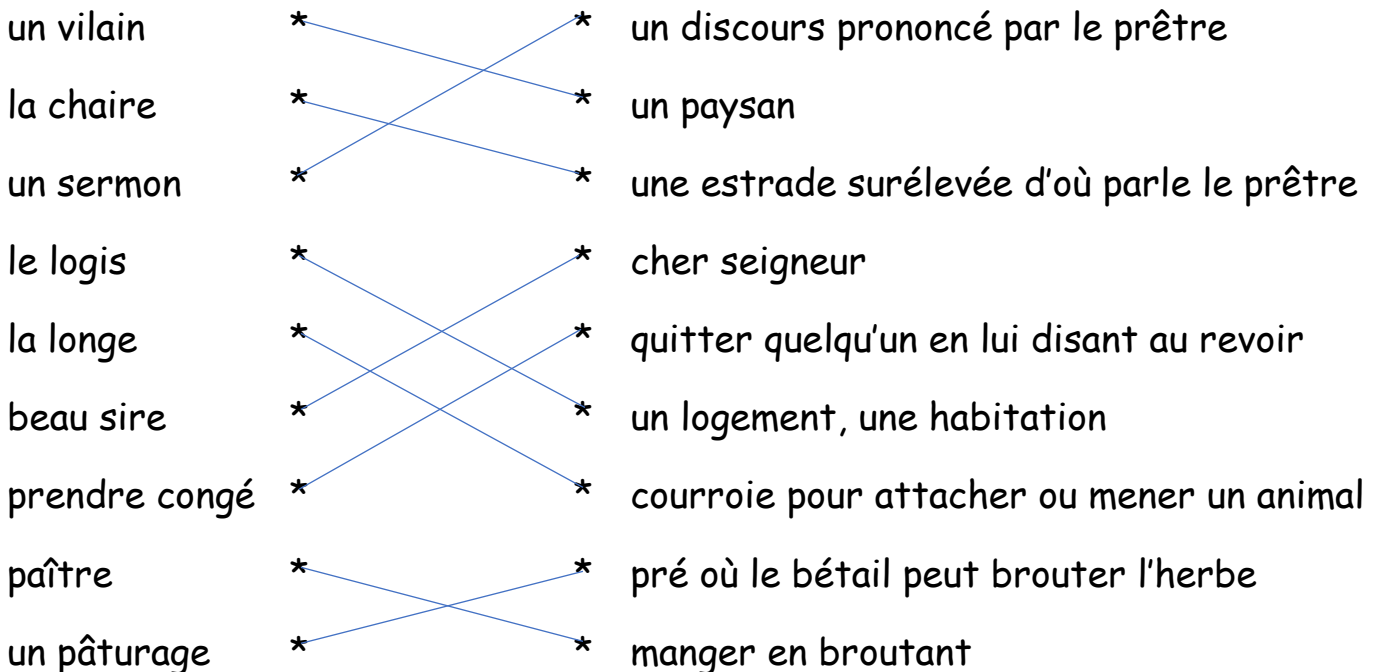 un vilain * * un discours prononcé par le prêtre
la chaire * * un paysan
un sermon * * une estrade surélevée d'où parle le prêtre
le logis * * cher seigneur
la longe * * quitter quelqu'un en lui disant au revoir
beau sire * * un logement, une habitation
prendre congé * * courroie pour attacher ou mener un animal
paître * * pré où le bétail peut brouter l'herbe
un pâturage * * manger en broutant